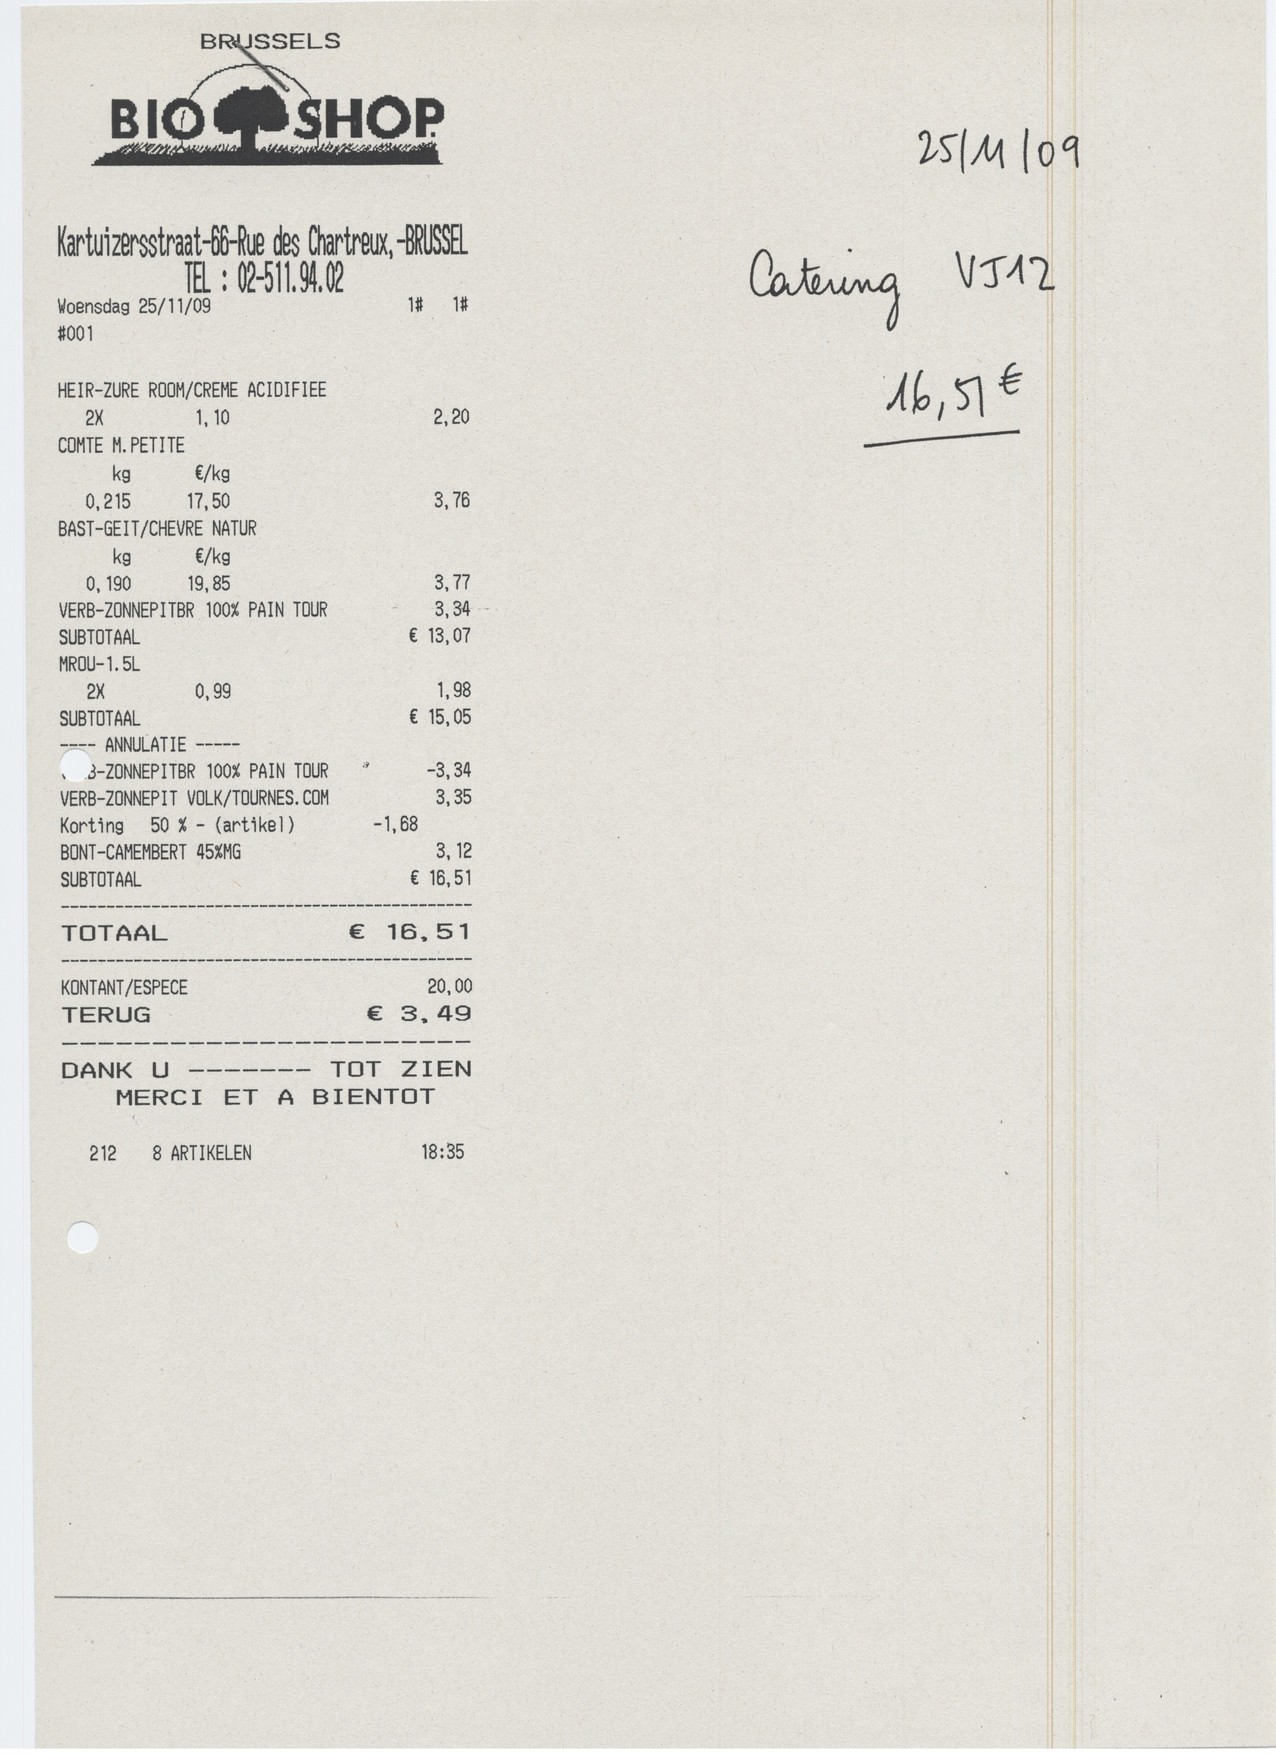 BRUSSELS
BIO SHOP.
Kartuizersstraat-66-Rue des Chartreux,-BRUSSEL
TEL : 02-511.94.02
Woensdag 25/11/09 1# 1#
#001
HEIR-ZURE ROOM/CREME ACIDIFIEE
2X 1,10 2,20
COMTE M.PETITE
kg €/kg
0,215 17,50 3,76
BAST-GEIT/CHEVRE NATUR
kg €/kg
0,190 19,85 3,77
VERB-ZONNEPITBR 100% PAIN TOUR 3,34
SUBTOTAAL € 13,07
MROU-1.5L
2X 0,99 1,98
SUBTOTAAL € 15,05
---- ANNULATIE -----
B-ZONNEPITBR 100% PAIN TOUR -3,34
VERB-ZONNEPIT VOLK/TOURNES.COM 3,35
Korting 50 % - (artikel) -1,68
BONT-CAMEMBERT 45%MG 3,12
SUBTOTAAL € 16,51
TOTAAL € 16,51
KONTANT/ESPECE 20,00
TERUG € 3,49
DANK U ------- TOT ZIEN
MERCI ET A BIENTOT
212 8 ARTIKELEN 18:35
25/11/09
Catering VJ12
16,51 €